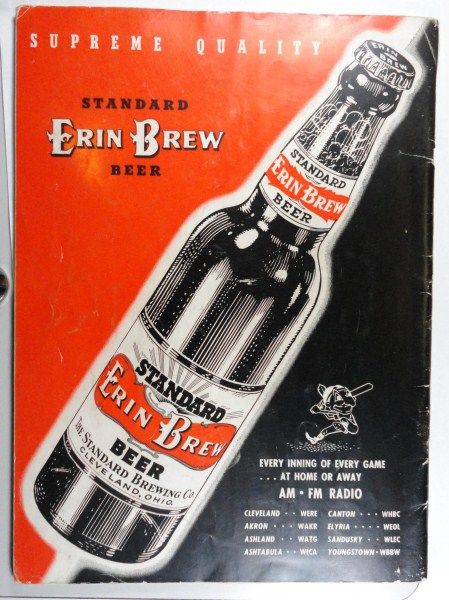 SUPREME QUALITY
STANDARD
ERIN BREW
BEER
ERIN
BREW
STANDARD
ERIN BREW
BEER
STANDARD
ERIN BREW
BEER
THE STANDARD BREWING Co.
CLEVELAND, OHIO.
EVERY INNING OF EVERY GAME
... AT HOME OR AWAY
AM • FM RADIO
CLEVELAND · · WERE CANTON · · · WHBC
AKRON · · · WAKR ELYRIA · · · · WEOL
ASHLAND · · WATG SANDUSKY · · WLEC
ASHTABULA · · WICA YOUNGSTOWN · WBBW